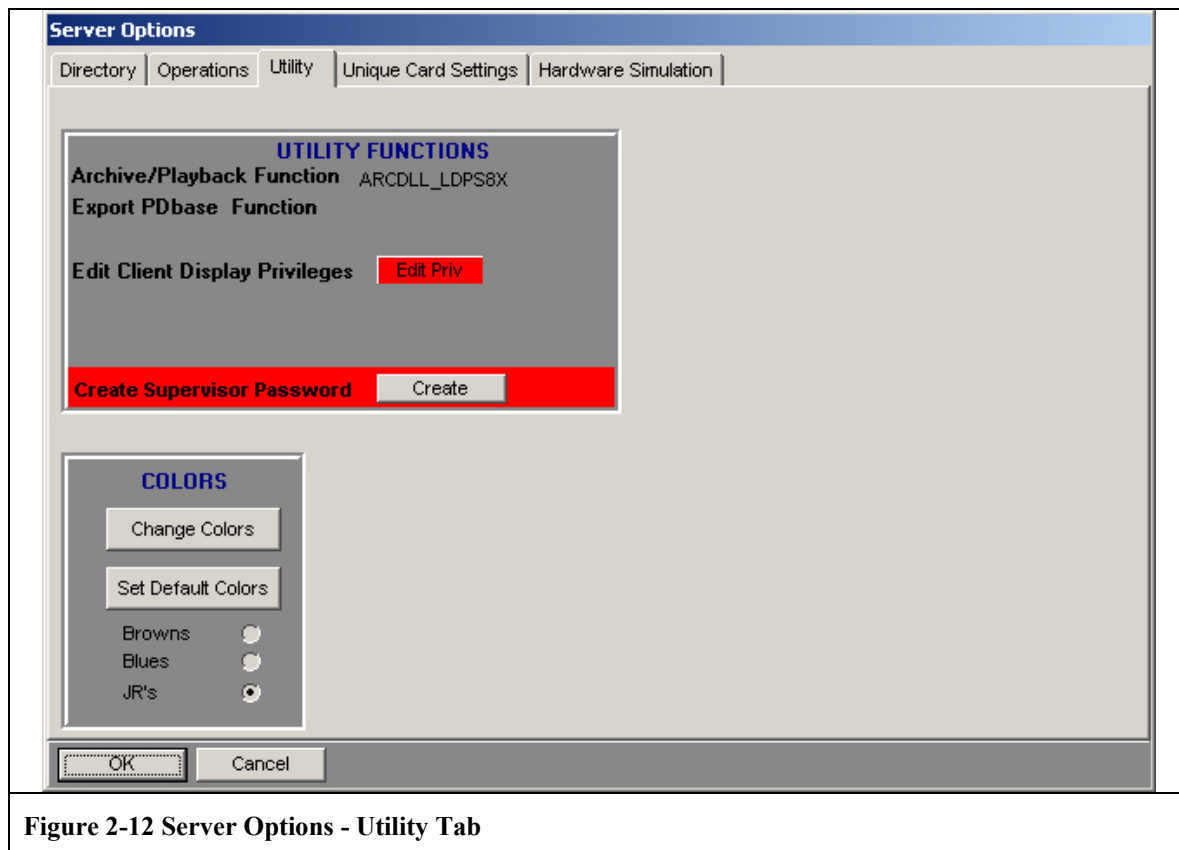 Server Options
Directory Operations Utility Unique Card Settings Hardware Simulation
UTILITY FUNCTIONS
Archive/Playback Function ARCDLL_LDPS8X
Export PDbase Function
Edit Client Display Privileges Edit Priv
Create Supervisor Password Create
COLORS
Change Colors
Set Default Colors
Browns
Blues
JR's
OK Cancel
Figure 2-12 Server Options - Utility Tab